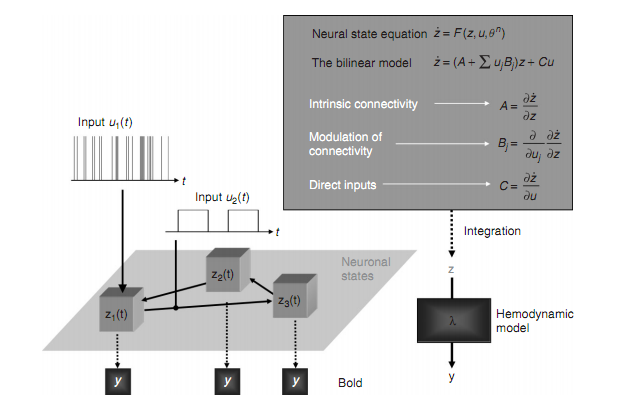 Neural state equation ż = F(z, u, θⁿ)
The bilinear model ż = (A + ∑ uⱼBⱼ)z + Cu
Intrinsic connectivity A = ∂ż/∂z
Modulation of
connectivity Bⱼ = ∂/∂uⱼ ∂ż/∂z
Direct inputs C = ∂ż/∂u
Input u₁(t)
t
Input u₂(t)
t
Integration
Neuronal
states
z
z₂(t)
z₃(t)
z₁(t)
λ
Hemodynamic
model
y
y
y
Bold
y